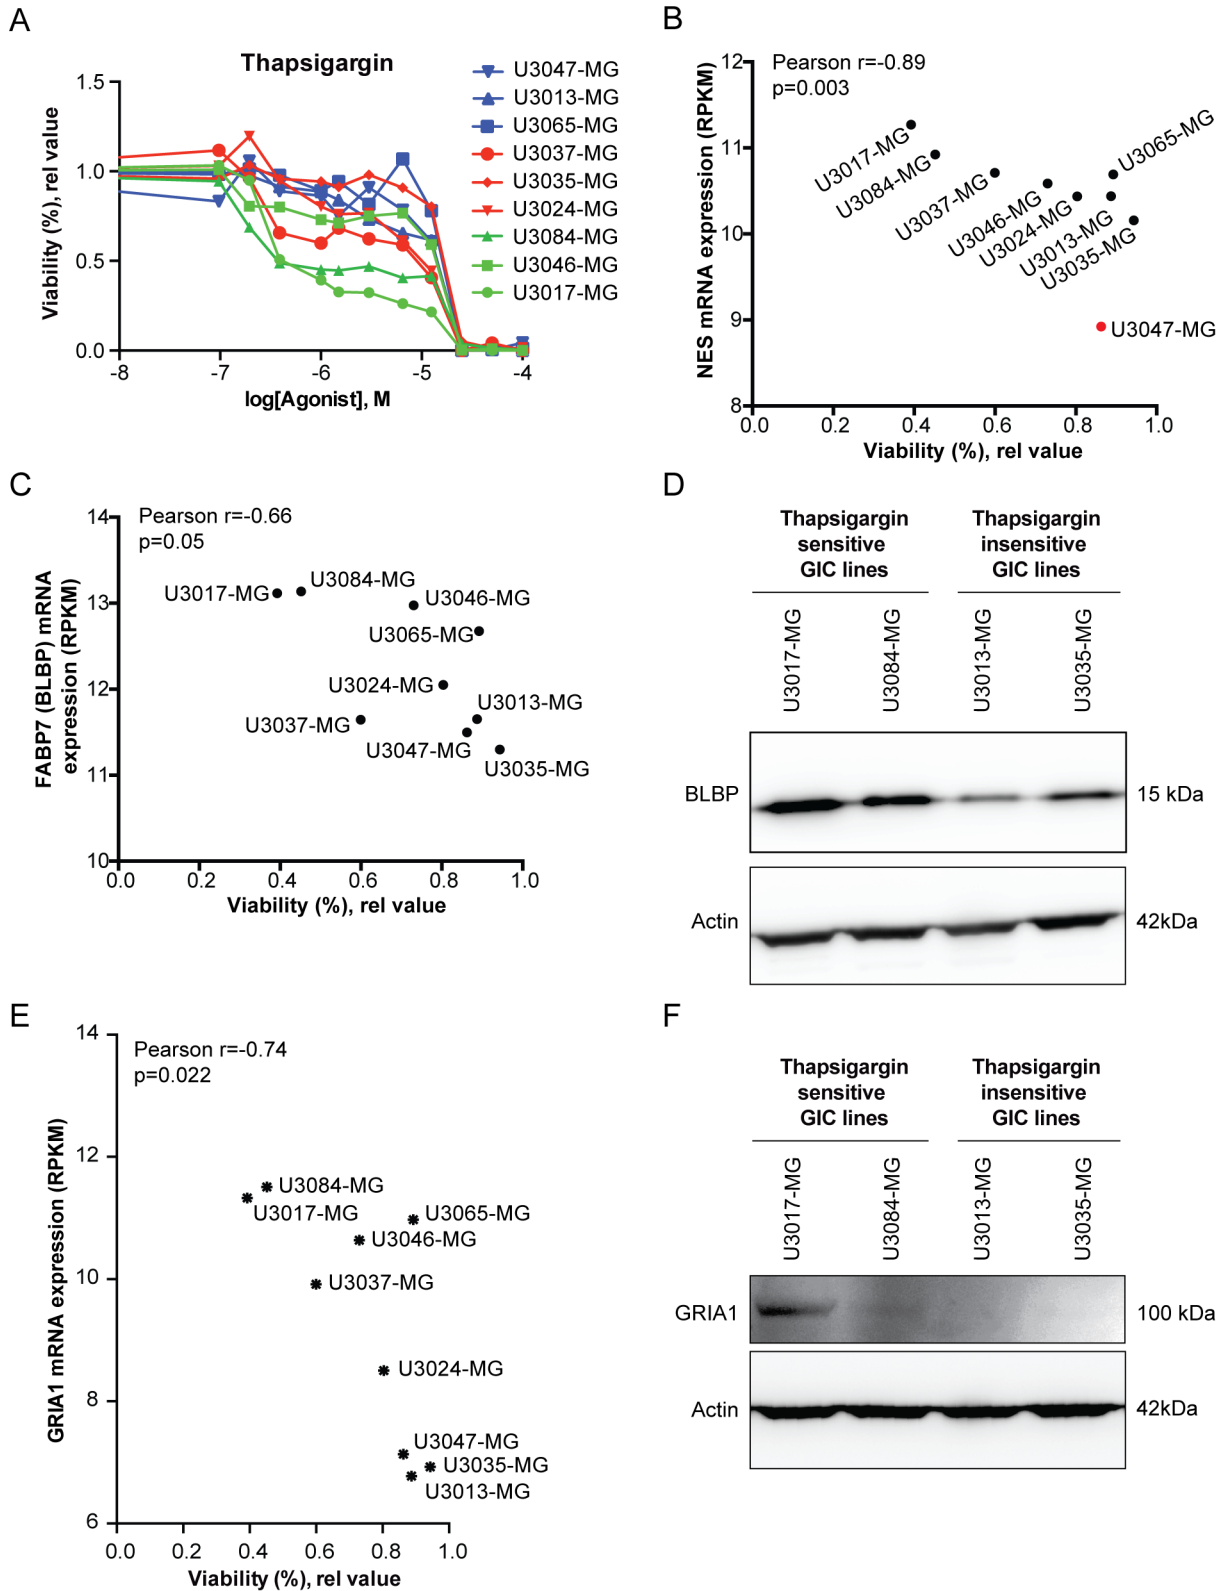 A
Thapsigargin
Viability (%), rel value
1.5
1.0
0.5
0.0
-8
-7
-6
-5
-4
log[Agonist], M
U3047-MG
U3013-MG
U3065-MG
U3037-MG
U3035-MG
U3024-MG
U3084-MG
U3046-MG
U3017-MG
B
Pearson r=-0.89
p=0.003
NES mRNA expression (RPKM)
12
11
10
9
8
U3017-MG
U3084-MG
U3037-MG
U3046-MG
U3024-MG
U3013-MG
U3035-MG
U3065-MG
U3047-MG
0.0
0.2
0.4
0.6
0.8
1.0
Viability (%), rel value
C
Pearson r=-0.66
p=0.05
FABP7 (BLBP) mRNA
expression (RPKM)
14
13
12
11
10
U3017-MG
U3084-MG
U3046-MG
U3065-MG
U3024-MG
U3013-MG
U3037-MG
U3047-MG
U3035-MG
0.0
0.2
0.4
0.6
0.8
1.0
Viability (%), rel value
D
Thapsigargin
sensitive
GIC lines
Thapsigargin
insensitive
GIC lines
U3017-MG
U3084-MG
U3013-MG
U3035-MG
BLBP
15 kDa
Actin
42kDa
E
Pearson r=-0.74
p=0.022
GRIA1 mRNA expression (RPKM)
14
12
10
8
6
U3084-MG
U3017-MG
U3065-MG
U3046-MG
U3037-MG
U3024-MG
U3047-MG
U3035-MG
U3013-MG
0.0
0.2
0.4
0.6
0.8
1.0
Viability (%), rel value
F
Thapsigargin
sensitive
GIC lines
Thapsigargin
insensitive
GIC lines
U3017-MG
U3084-MG
U3013-MG
U3035-MG
GRIA1
100 kDa
Actin
42kDa